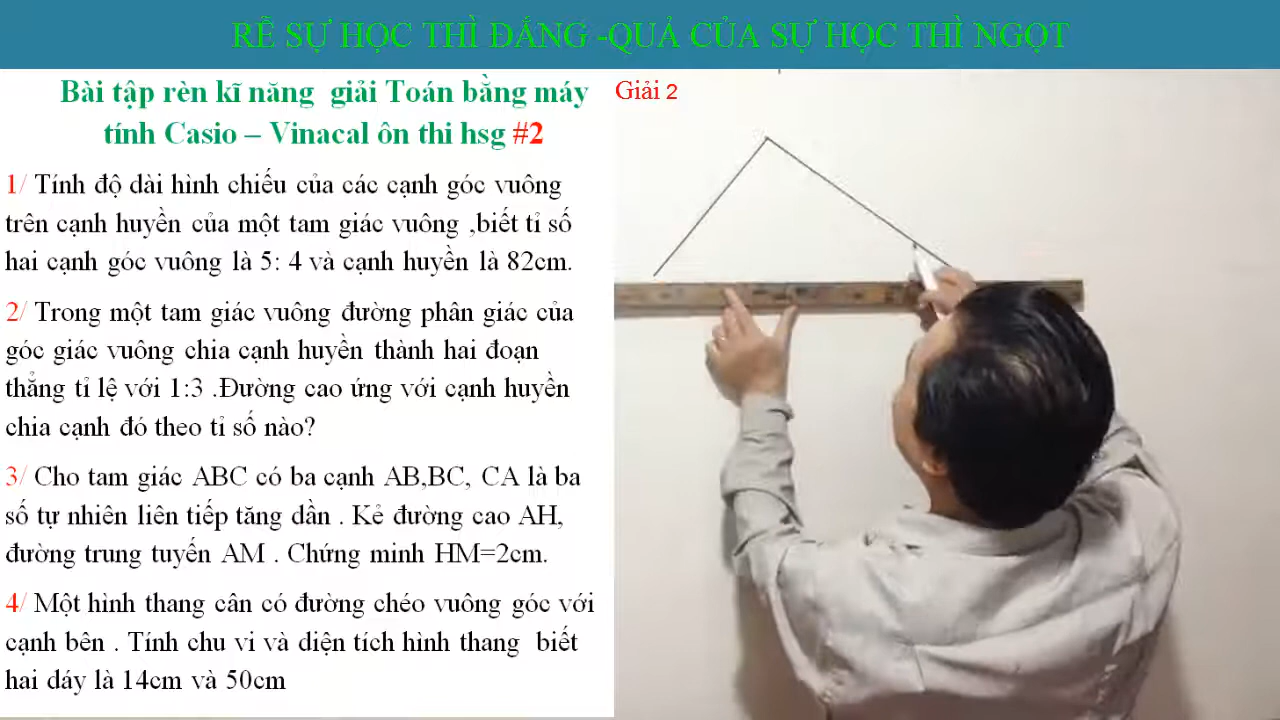 RỄ SỰ HỌC THÌ ĐẮNG -QUẢ CỦA SỰ HỌC THÌ NGỌT
Bài tập rèn kĩ năng giải Toán bằng máy
tính Casio – Vinacal ôn thi hsg #2
Giải 2
1/ Tính độ dài hình chiếu của các cạnh góc vuông
trên cạnh huyền của một tam giác vuông ,biết tỉ số
hai cạnh góc vuông là 5: 4 và cạnh huyền là 82cm.
2/ Trong một tam giác vuông đường phân giác của
góc giác vuông chia cạnh huyền thành hai đoạn
thẳng tỉ lệ với 1:3 .Đường cao ứng với cạnh huyền
chia cạnh đó theo tỉ số nào?
3/ Cho tam giác ABC có ba cạnh AB,BC, CA là ba
số tự nhiên liên tiếp tăng dần . Kẻ đường cao AH,
đường trung tuyến AM . Chứng minh HM=2cm.
4/ Một hình thang cân có đường chéo vuông góc với
cạnh bên . Tính chu vi và diện tích hình thang biết
hai dáy là 14cm và 50cm